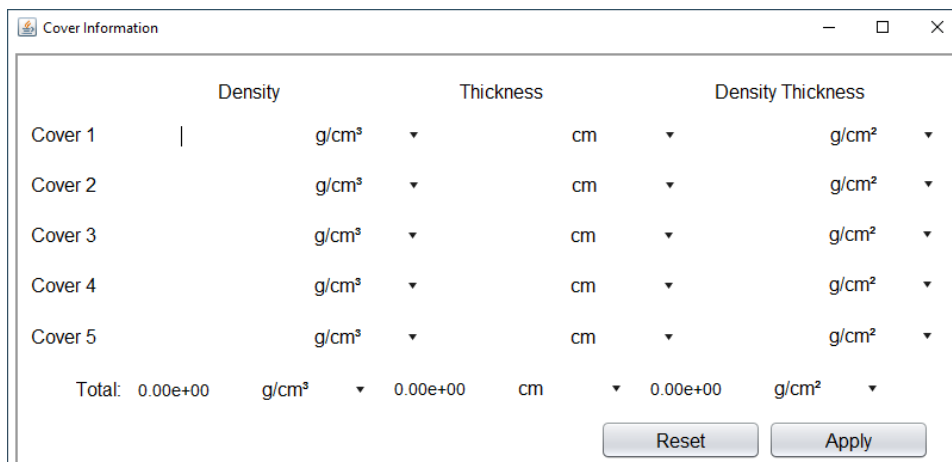 Cover Information
Density Thickness Density Thickness
Cover 1 g/cm³ cm g/cm²
Cover 2 g/cm³ cm g/cm²
Cover 3 g/cm³ cm g/cm²
Cover 4 g/cm³ cm g/cm²
Cover 5 g/cm³ cm g/cm²
Total: 0.00e+00 g/cm³ 0.00e+00 cm 0.00e+00 g/cm²
Reset Apply